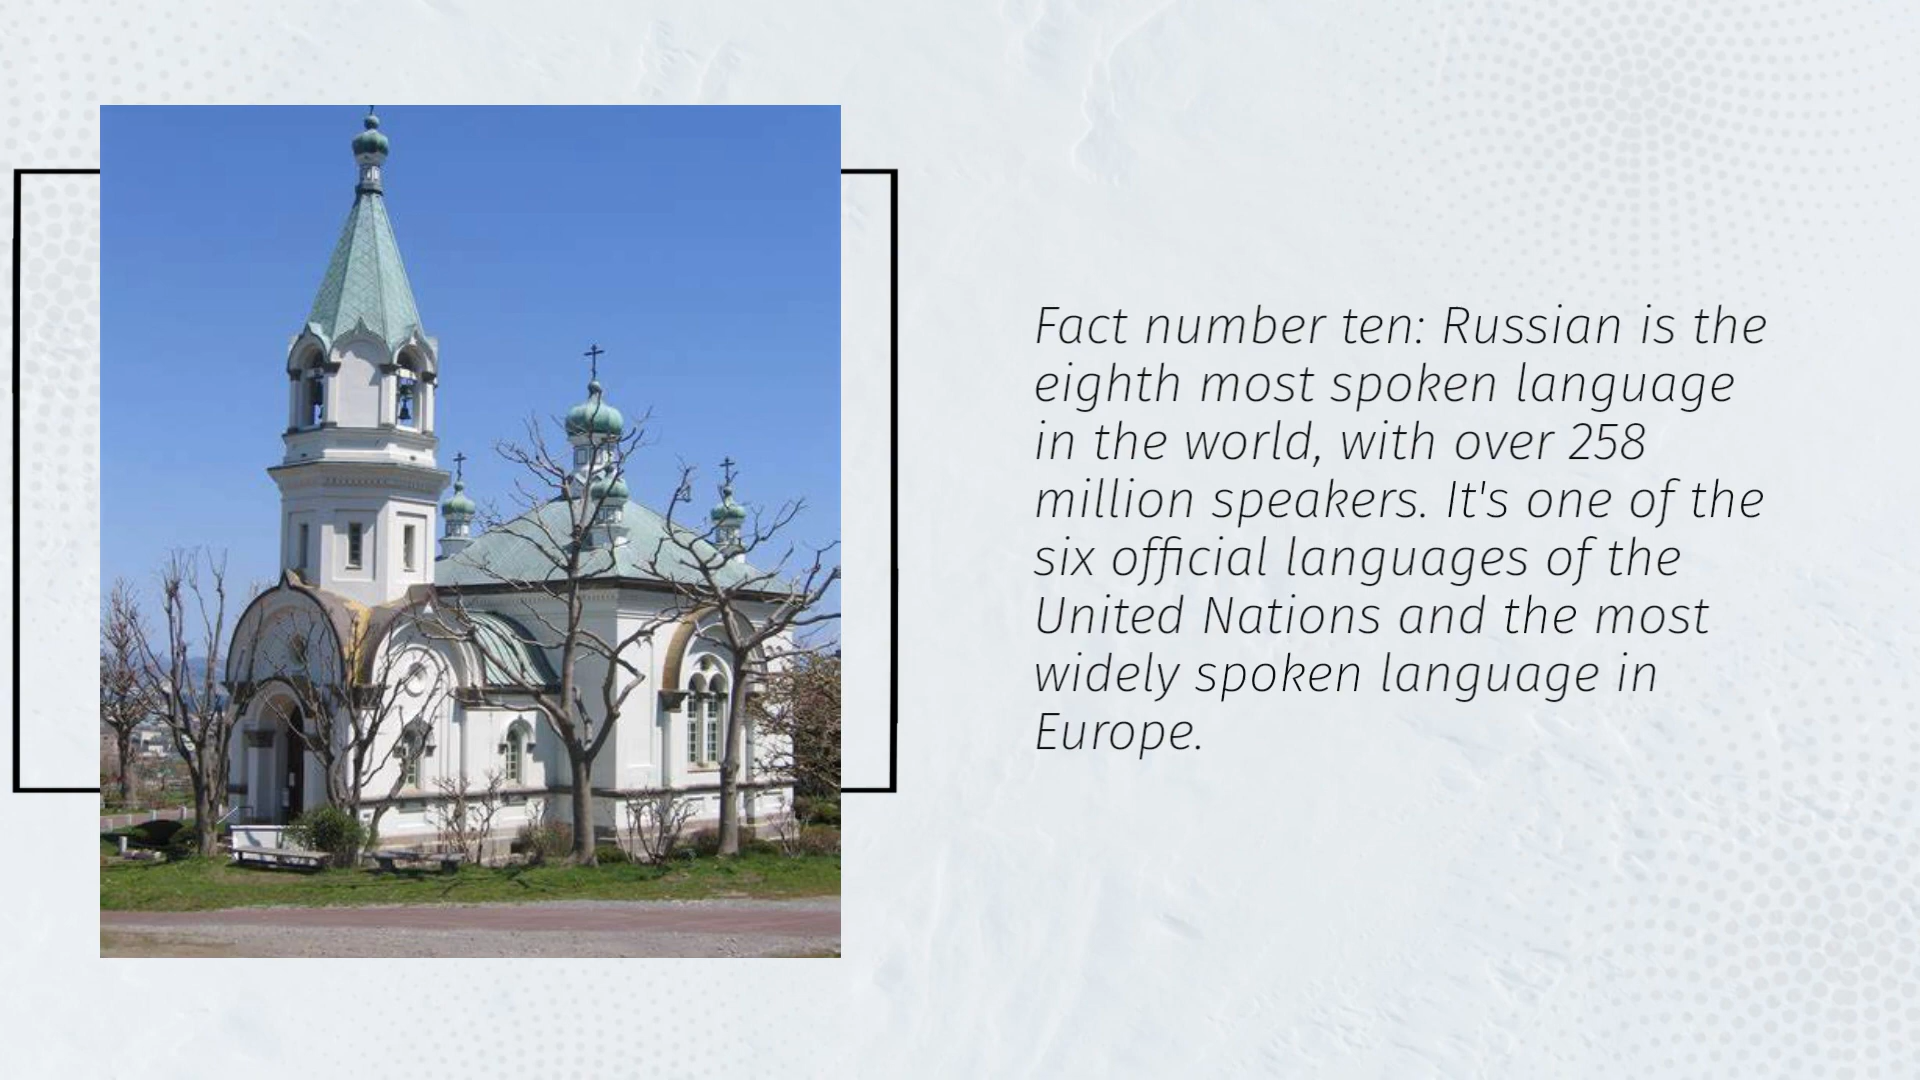 Fact number ten: Russian is the
eighth most spoken language
in the world, with over 258
million speakers. It's one of the
six official languages of the
United Nations and the most
widely spoken language in
Europe.